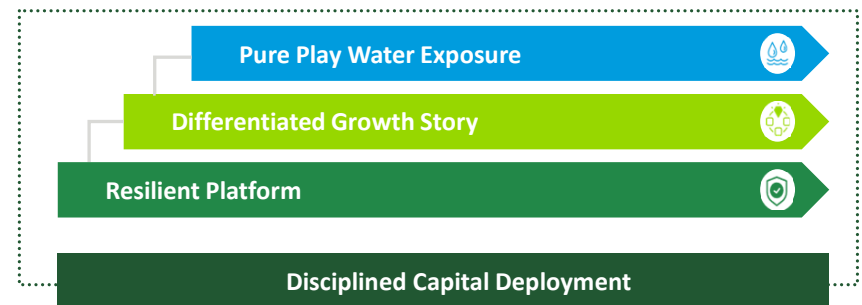 Pure Play Water Exposure
Differentiated Growth Story
Resilient Platform
Disciplined Capital Deployment